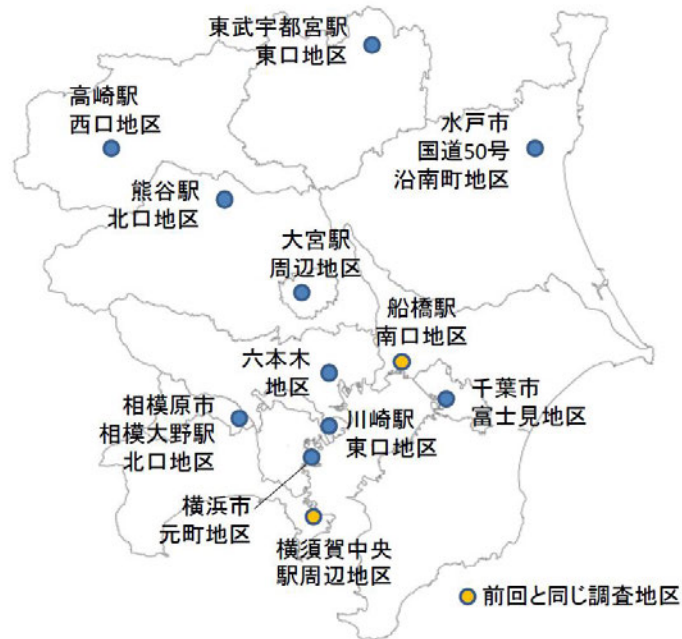 東武宇都宮駅
東口地区
高崎駅
西口地区
水戸市
国道50号
沿南町地区
熊谷駅
北口地区
大宮駅
周辺地区
船橋駅
南口地区
六本木
地区
千葉市
富士見地区
相模原市
相模大野駅
北口地区
川崎駅
東口地区
横浜市
元町地区
横須賀中央
駅周辺地区
前回と同じ調査地区